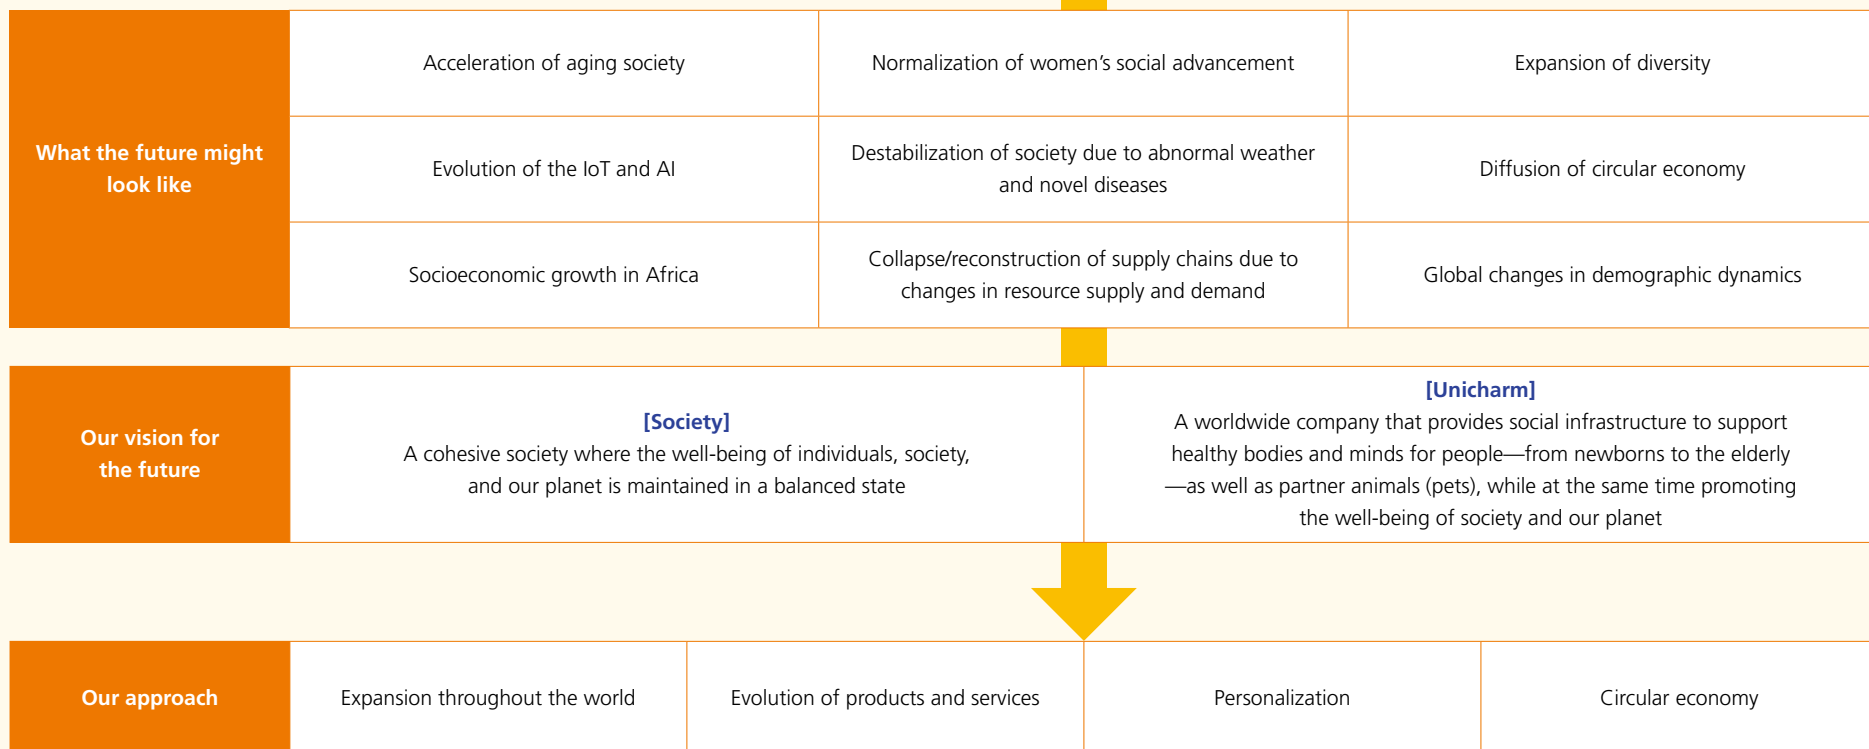 What the future might
look like
Acceleration of aging society
Normalization of women’s social advancement
Expansion of diversity
Evolution of the IoT and AI
Destabilization of society due to abnormal weather
and novel diseases
Diffusion of circular economy
Socioeconomic growth in Africa
Collapse/reconstruction of supply chains due to
changes in resource supply and demand
Global changes in demographic dynamics
Our vision for
the future
[Society]
A cohesive society where the well-being of individuals, society,
and our planet is maintained in a balanced state
[Unicharm]
A worldwide company that provides social infrastructure to support
healthy bodies and minds for people—from newborns to the elderly
—as well as partner animals (pets), while at the same time promoting
the well-being of society and our planet
Our approach
Expansion throughout the world
Evolution of products and services
Personalization
Circular economy